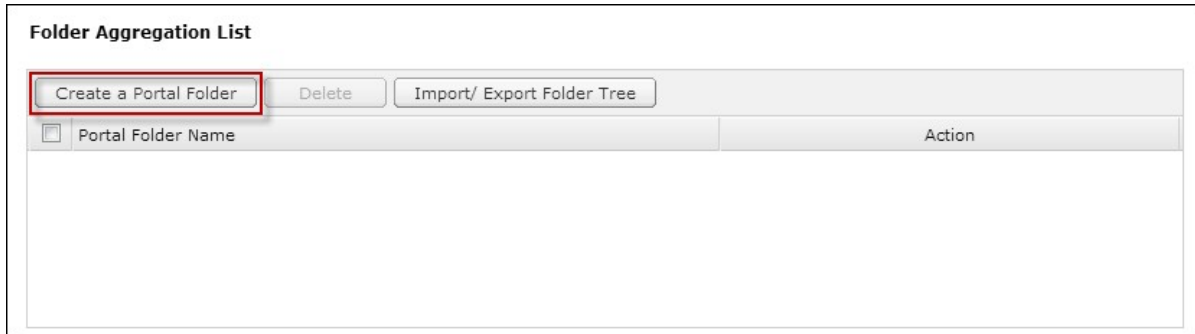 Folder Aggregation List
Create a Portal Folder Delete Import/ Export Folder Tree
Portal Folder Name Action